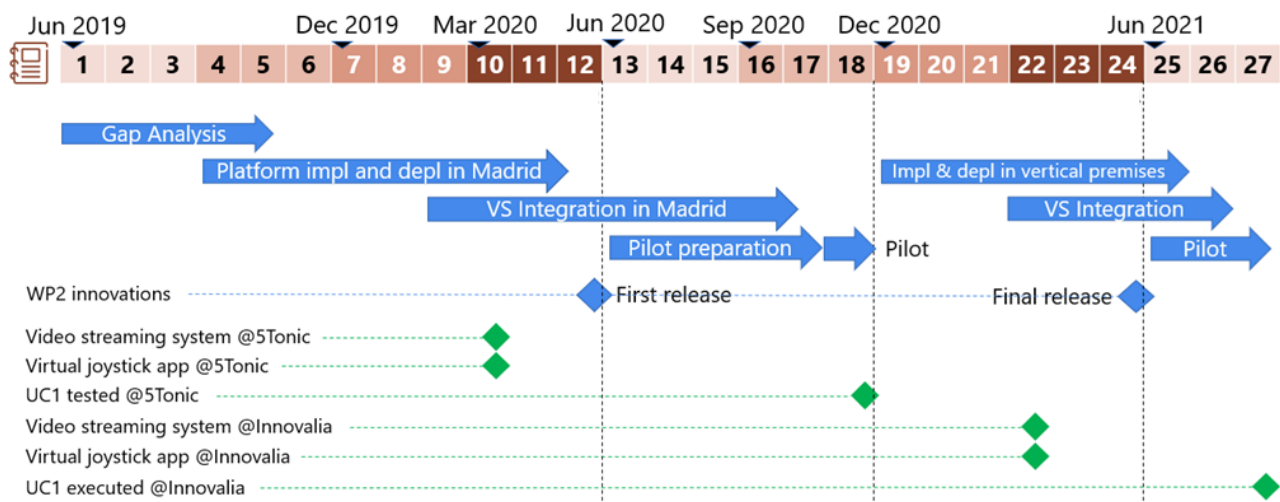 Jun 2019 Dec 2019 Mar 2020 Jun 2020 Sep 2020 Dec 2020 Jun 2021
1 2 3 4 5 6 7 8 9 10 11 12 13 14 15 16 17 18 19 20 21 22 23 24 25 26 27
Gap Analysis
Platform impl and depl in Madrid Impl & depl in vertical premises
VS Integration in Madrid VS Integration
Pilot preparation Pilot Pilot
WP2 innovations First release Final release
Video streaming system @5Tonic
Virtual joystick app @5Tonic
UC1 tested @5Tonic
Video streaming system @Innovalia
Virtual joystick app @Innovalia
UC1 executed @Innovalia